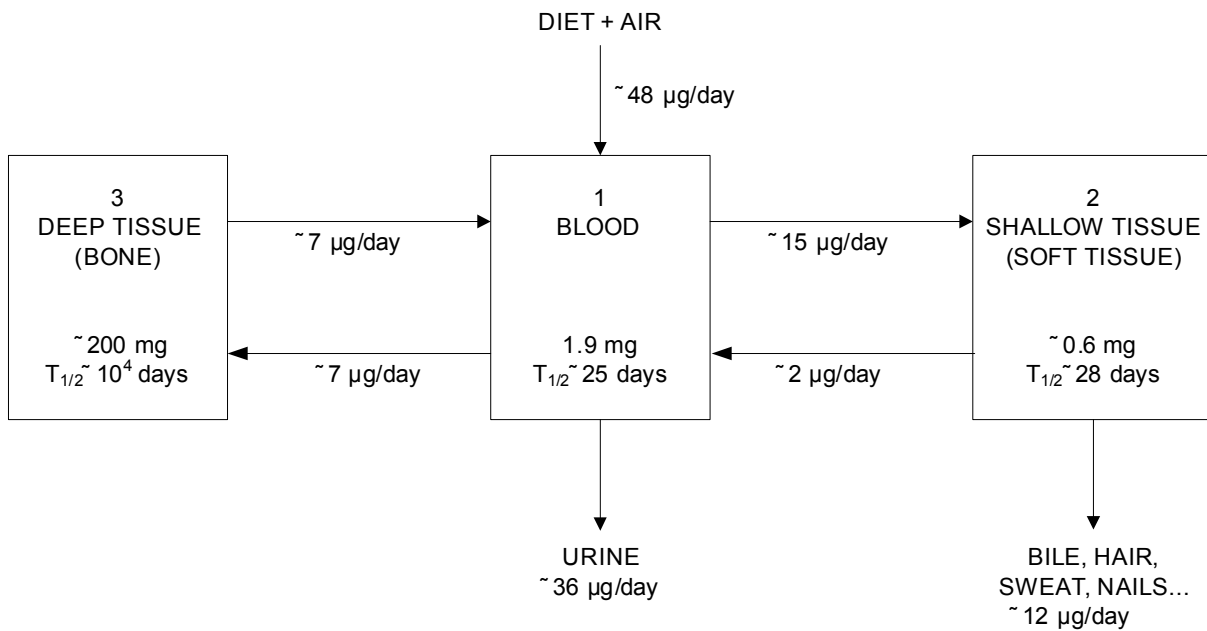 DIET + AIR
~48 µg/day
3
DEEP TISSUE
(BONE)
~200 mg
T1/2~10⁴ days
~7 µg/day
~7 µg/day
1
BLOOD
1.9 mg
T1/2~25 days
~15 µg/day
~2 µg/day
2
SHALLOW TISSUE
(SOFT TISSUE)
~0.6 mg
T1/2~28 days
URINE
~36 µg/day
BILE, HAIR,
SWEAT, NAILS...
~12 µg/day